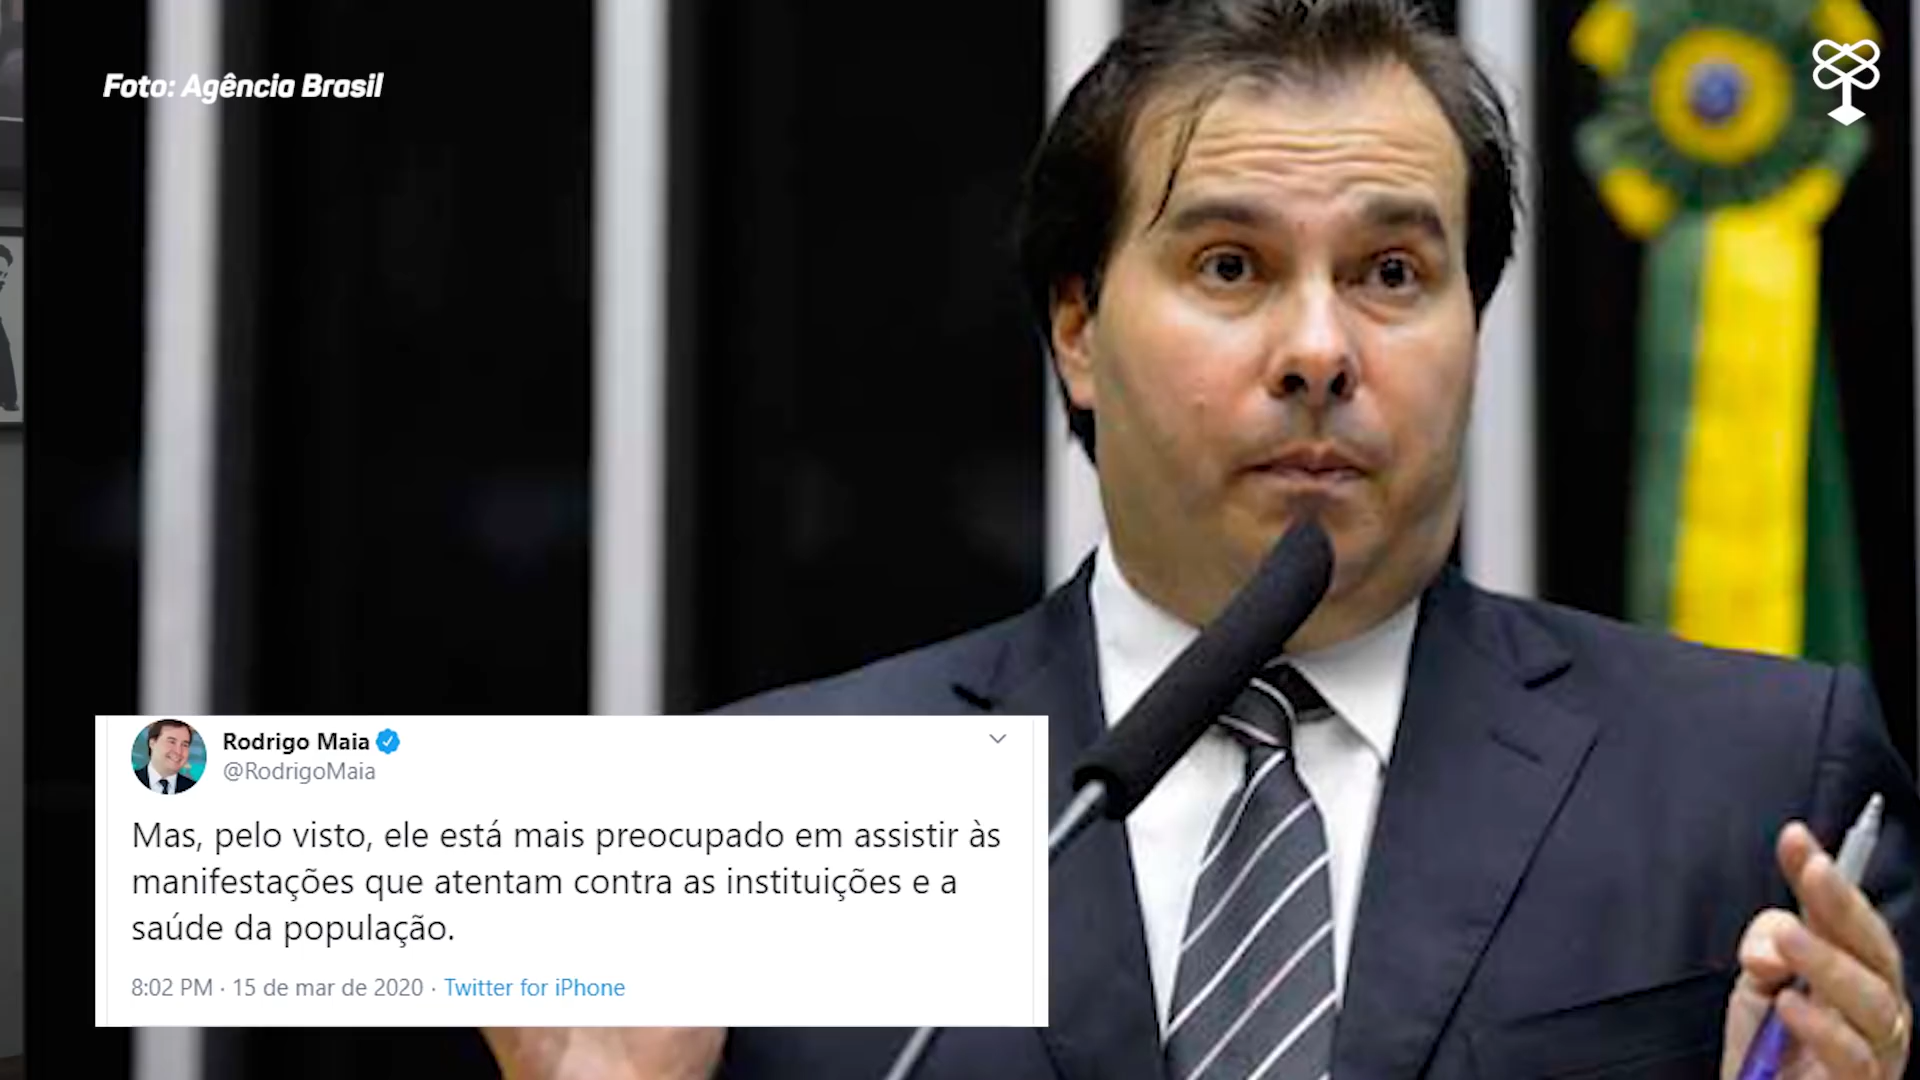 Foto: Agência Brasil
Rodrigo Maia
@RodrigoMaia
Mas, pelo visto, ele está mais preocupado em assistir às
manifestações que atentam contra as instituições e a
saúde da população.
8:02 PM · 15 de mar de 2020 · Twitter for iPhone